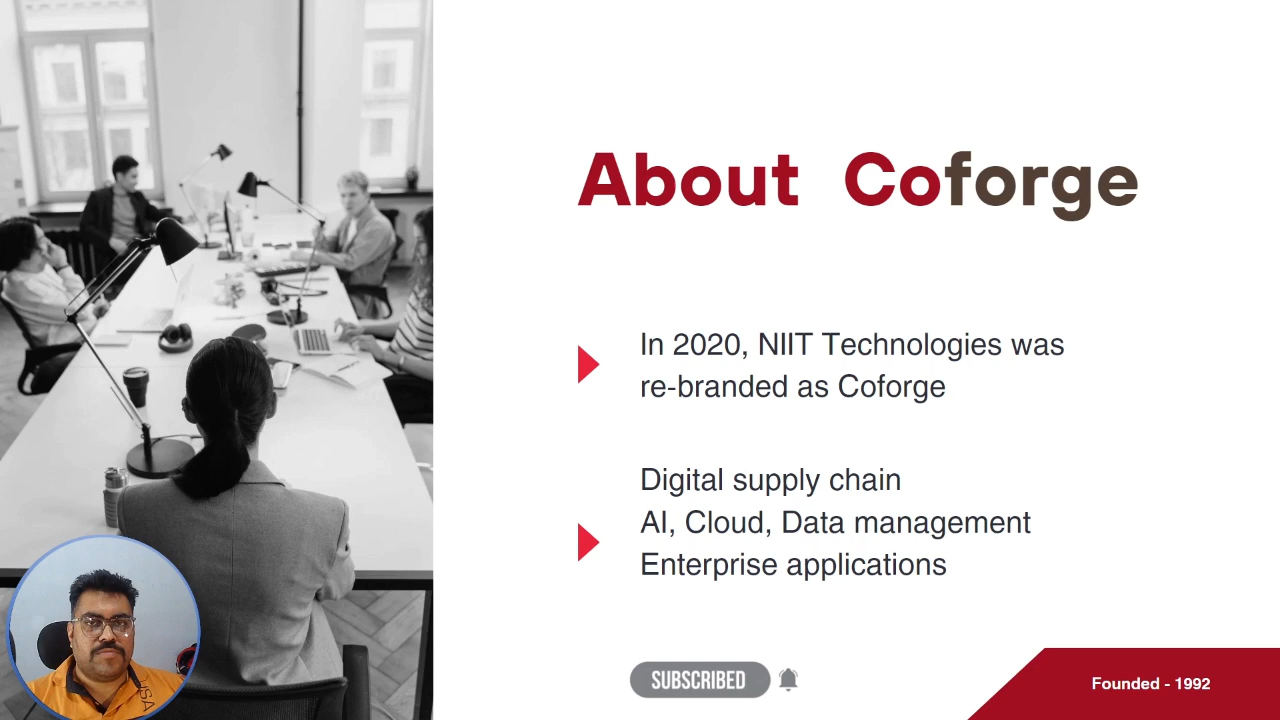 About Coforge
In 2020, NIIT Technologies was
re-branded as Coforge
Digital supply chain
AI, Cloud, Data management
Enterprise applications
SUBSCRIBED
Founded - 1992
USA